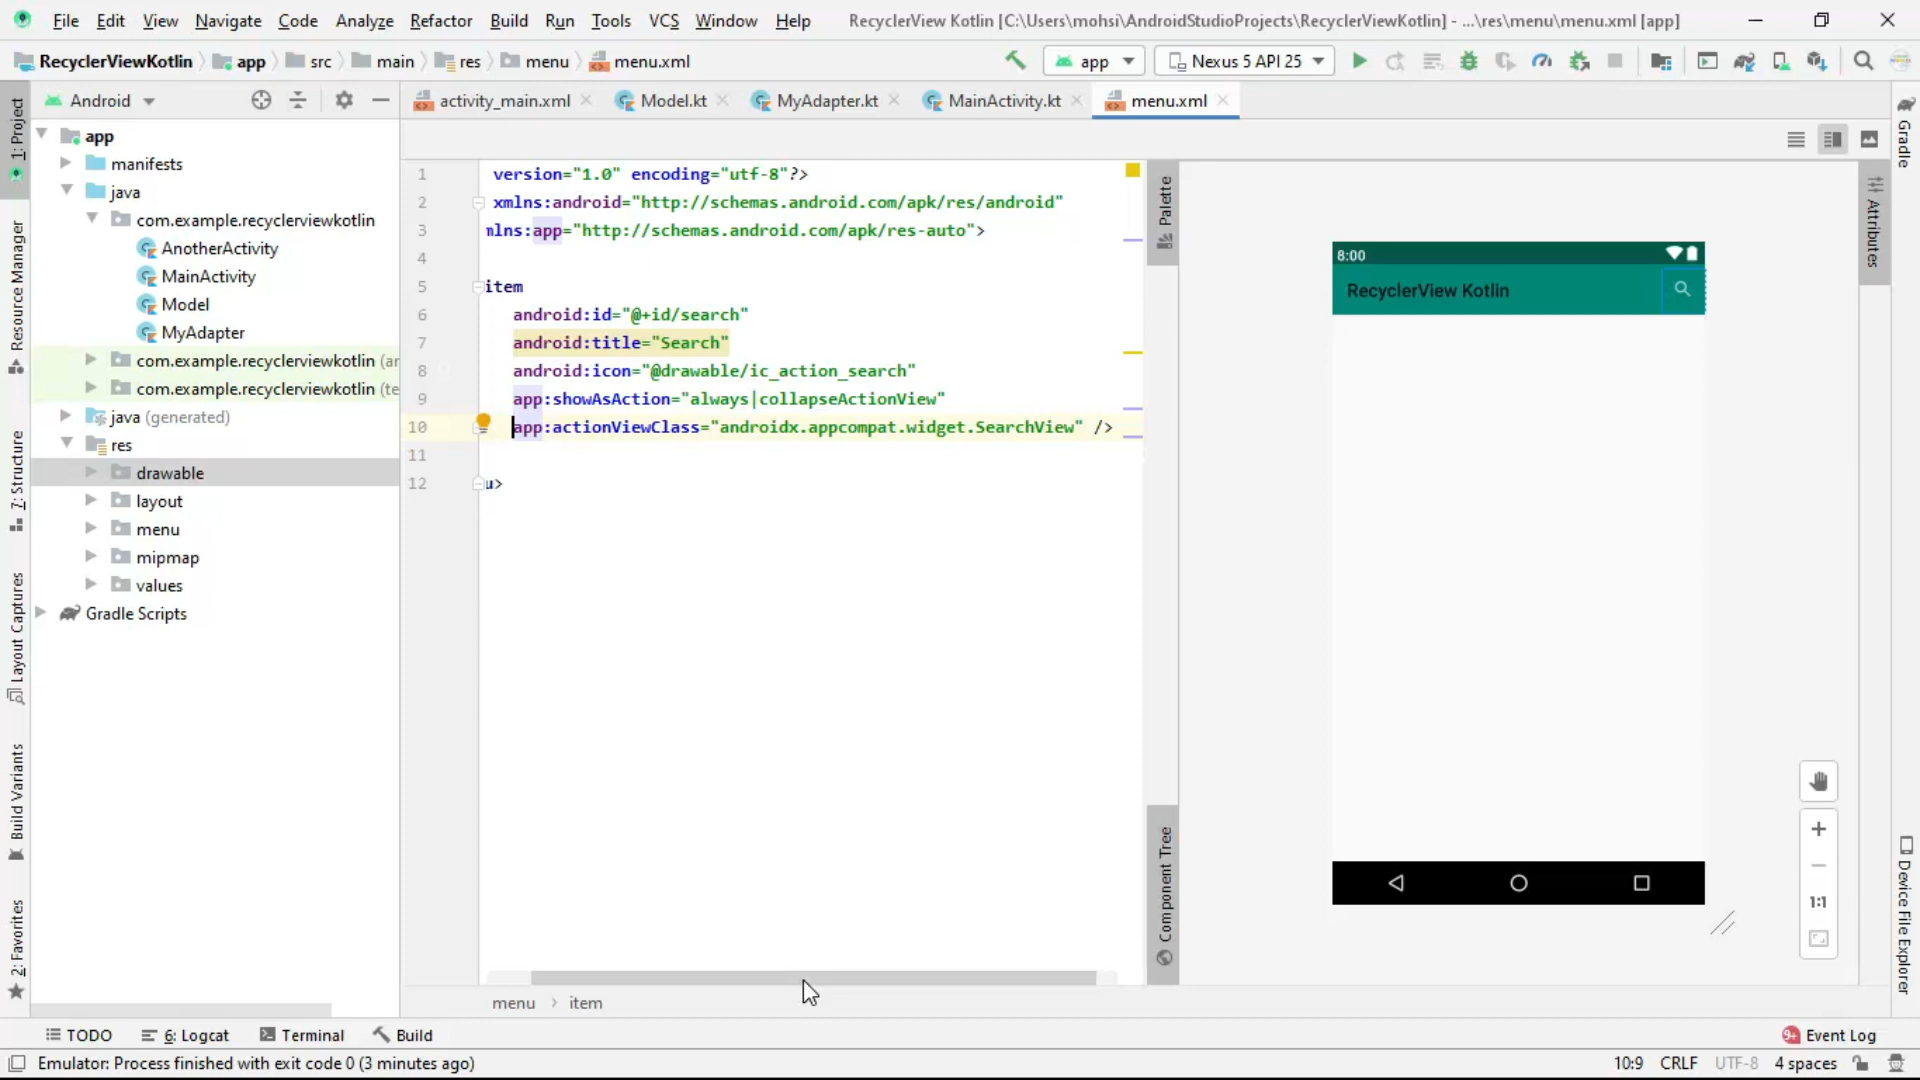 File Edit View Navigate Code Analyze Refactor Build Run Tools VCS Window Help RecyclerView Kotlin [C:\Users\mohsi\AndroidStudioProjects\RecyclerViewKotlin] - ...\res\menu\menu.xml [app]
RecyclerViewKotlin app src main res menu menu.xml app Nexus 5 API 25
Android
activity_main.xml Model.kt MyAdapter.kt MainActivity.kt menu.xml
1: Project
Resource Manager
7: Structure
Layout Captures
Build Variants
2: Favorites
app
manifests
java
com.example.recyclerviewkotlin
AnotherActivity
MainActivity
Model
MyAdapter
com.example.recyclerviewkotlin (ar
com.example.recyclerviewkotlin (te
java (generated)
res
drawable
layout
menu
mipmap
values
Gradle Scripts
1 version="1.0" encoding="utf-8"?>
2 xmlns:android="http://schemas.android.com/apk/res/android"
3 mlns:app="http://schemas.android.com/apk/res-auto">
4
5 item
6 android:id="@+id/search"
7 android:title="Search"
8 android:icon="@drawable/ic_action_search"
9 app:showAsAction="always|collapseActionView"
10 app:actionViewClass="androidx.appcompat.widget.SearchView" />
11
12 u>
menu item
Palette
Component Tree
8:00
RecyclerView Kotlin
1:1
Gradle
Attributes
Device File Explorer
TODO 6: Logcat Terminal Build 9+ Event Log
Emulator: Process finished with exit code 0 (3 minutes ago) 10:9 CRLF UTF-8 4 spaces